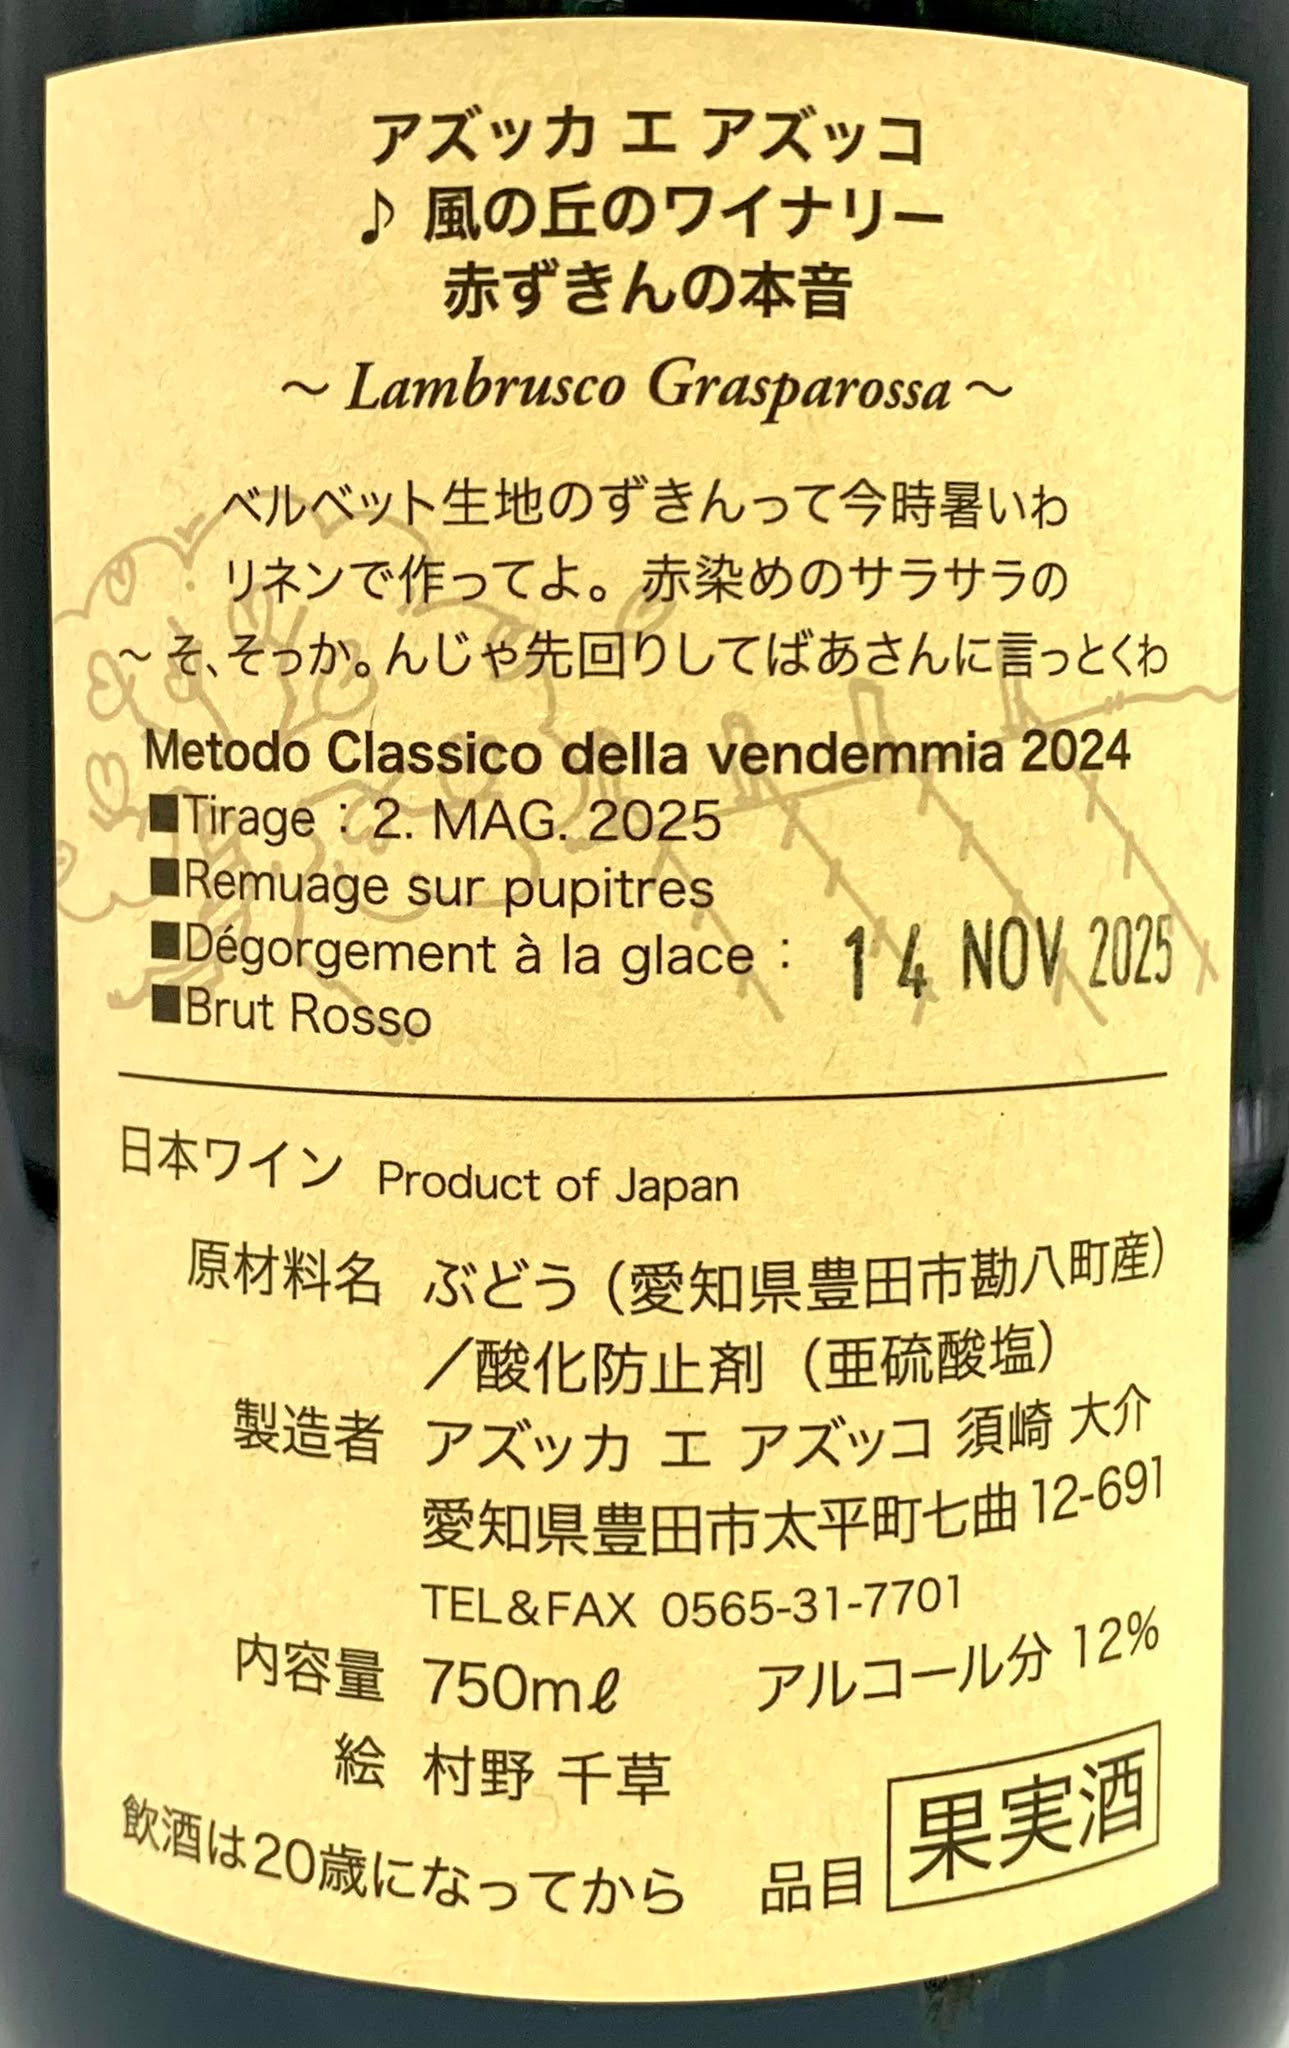 アズッカ エ アズッコ
♪ 風の丘のワイナリー
赤ずきんの本音
～ Lambrusco Grasparossa ～
ベルベット生地のずきんって今時暑いわ
リネンで作ってよ。赤染めのサラサラの
～ そ、そっか。んじゃ先回りしてばあさんに言っとくわ
Metodo Classico della vendemmia 2024
■Tirage：2. MAG. 2025
■Remuage sur pupitres
■Dégorgement à la glace： 14 NOV 2025
■Brut Rosso
日本ワイン Product of Japan
原材料名 ぶどう（愛知県豊田市勘八町産）
／酸化防止剤（亜硫酸塩）
製造者 アズッカ エ アズッコ 須崎 大介
愛知県豊田市太平町七曲12-691
TEL&FAX 0565-31-7701
内容量 750mℓ アルコール分 12%
絵 村野 千草
飲酒は20歳になってから 品目 果実酒